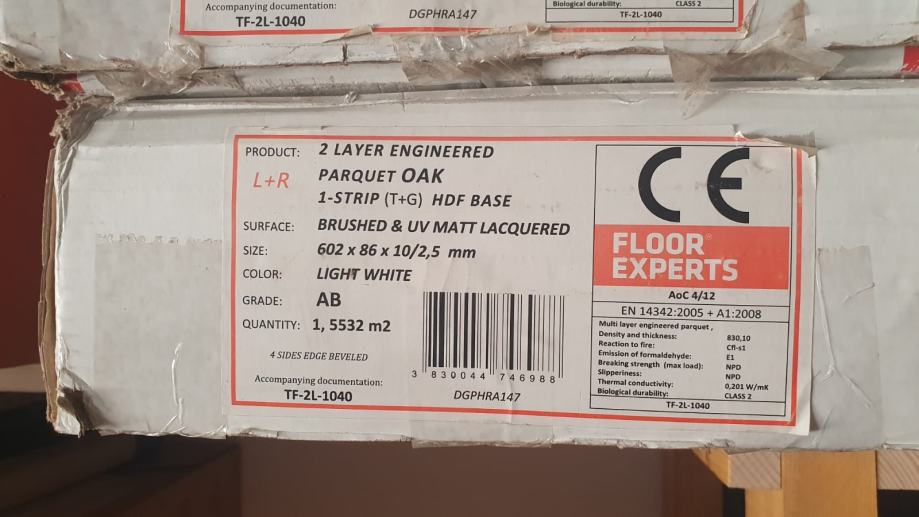 Accompanying documentation:
TF-2L-1040
DGPHRA147
Biological durability: CLASS 2
TF-2L-1040
PRODUCT: 2 LAYER ENGINEERED
L+R PARQUET OAK
1-STRIP (T+G) HDF BASE
SURFACE: BRUSHED & UV MATT LACQUERED
SIZE: 602 x 86 x 10/2,5 mm
COLOR: LIGHT WHITE
GRADE: AB
QUANTITY: 1, 5532 m2
4 SIDES EDGE BEVELED
Accompanying documentation:
TF-2L-1040
3 830044 746988
DGPHRA147
CE
FLOOR®
EXPERTS
AoC 4/12
EN 14342:2005 + A1:2008
Multi layer engineered parquet ,
Density and thickness: 830,10
Reaction to fire: Cfl-s1
Emission of formaldehyde: E1
Breaking strength (max load): NPD
Slipperiness: NPD
Thermal conductivity: 0,201 W/mK
Biological durability: CLASS 2
TF-2L-1040